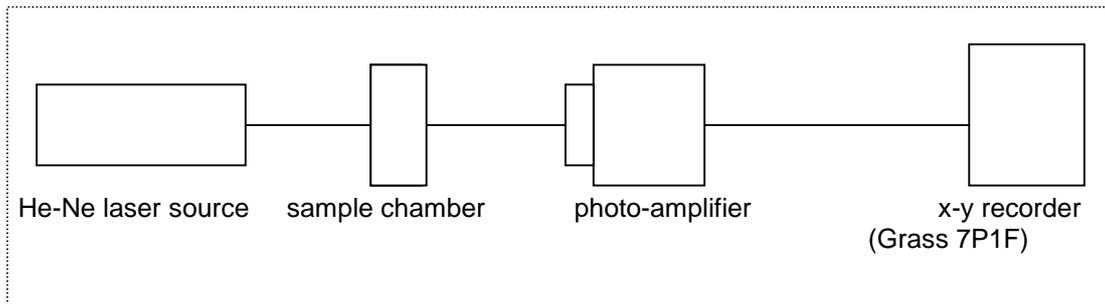 He-Ne laser source
sample chamber
photo-amplifier
x-y recorder
(Grass 7P1F)